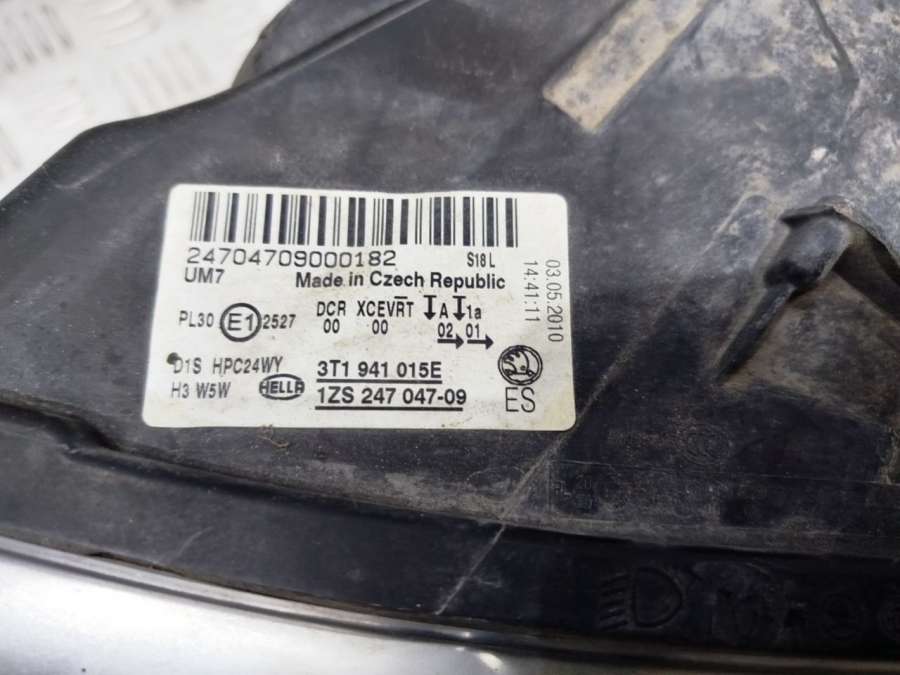 24704709000182
S18 L
UM7 Made in Czech Republic
PL30 E1 2527
DCR XCEVRT A 1a
00 00 02 01
D1S HPC24WY
H3 W5W
HELLA
3T1 941 015E
1ZS 247 047-09
ES
03.05.2010
14:41:11